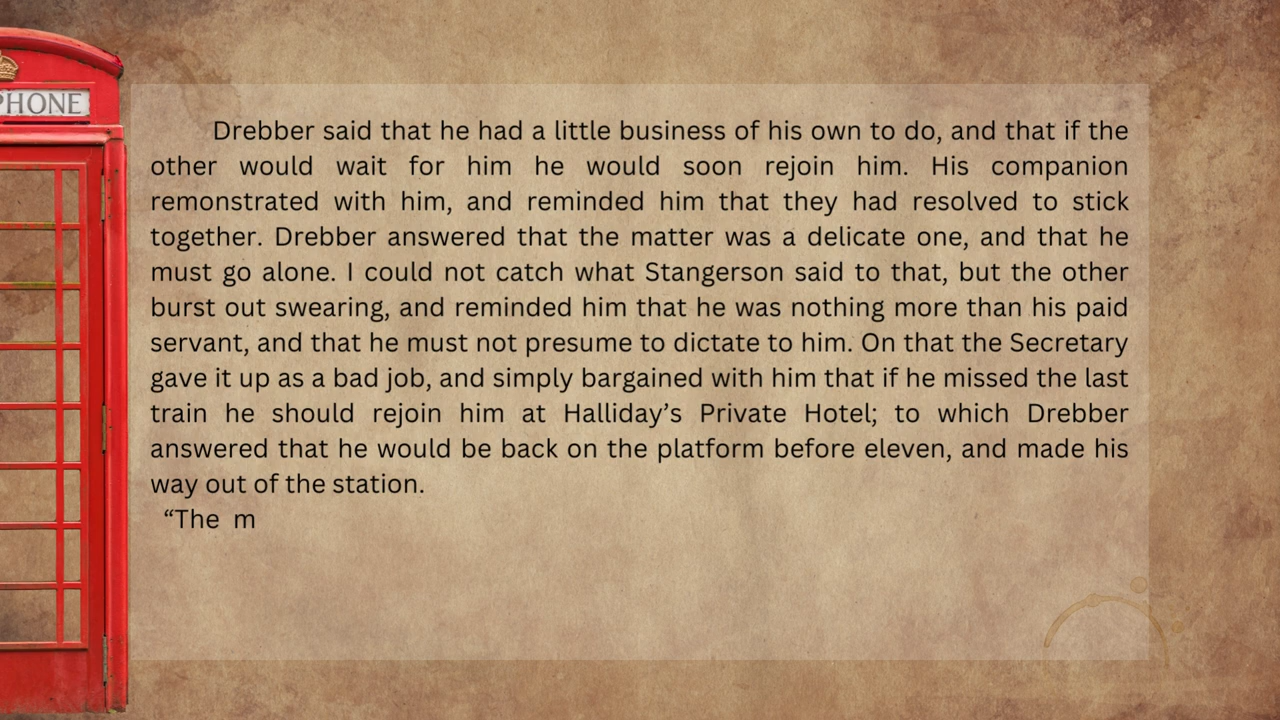 PHONE
Drebber said that he had a little business of his own to do, and that if the
other would wait for him he would soon rejoin him. His companion
remonstrated with him, and reminded him that they had resolved to stick
together. Drebber answered that the matter was a delicate one, and that he
must go alone. I could not catch what Stangerson said to that, but the other
burst out swearing, and reminded him that he was nothing more than his paid
servant, and that he must not presume to dictate to him. On that the Secretary
gave it up as a bad job, and simply bargained with him that if he missed the last
train he should rejoin him at Halliday’s Private Hotel; to which Drebber
answered that he would be back on the platform before eleven, and made his
way out of the station.
“The m